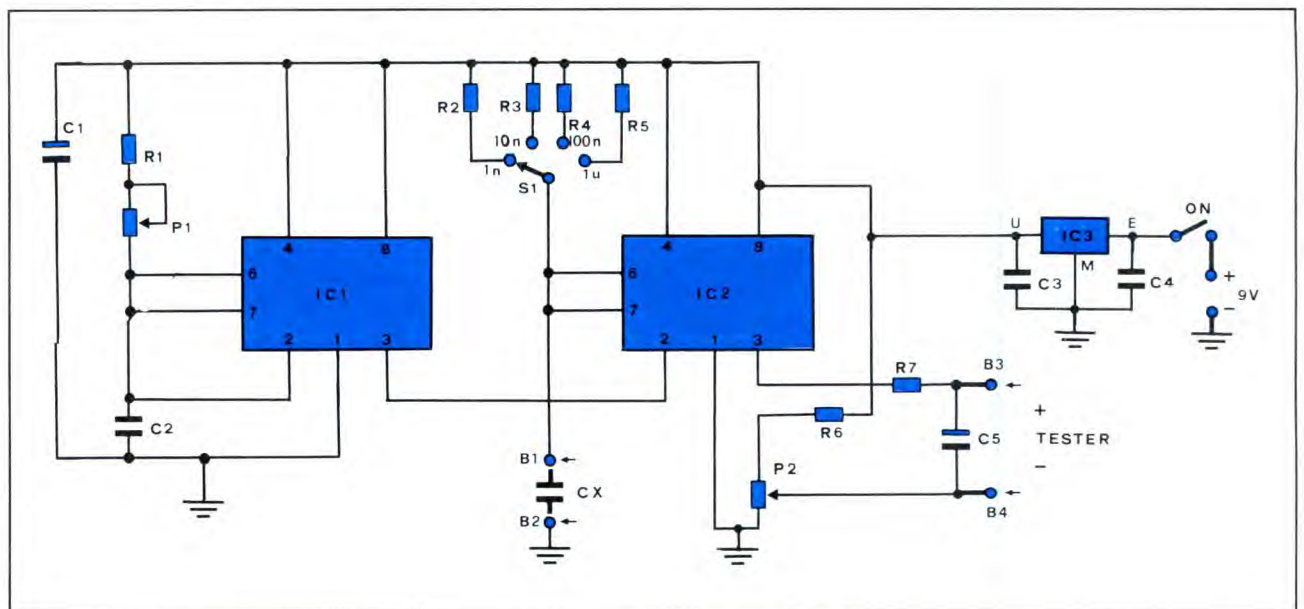 C1
R1
P1
C2
4 8
6
7
IC1
2 1 3
R2 R3 R4 R5
10n 100n
1n 1u
S1
4 8
6
7
IC2
2 1 3
B1
CX
B2
R6
P2
R7
B3
+
C5 TESTER
-
B4
U IC3 E ON
M
C3 C4
+
9V
-